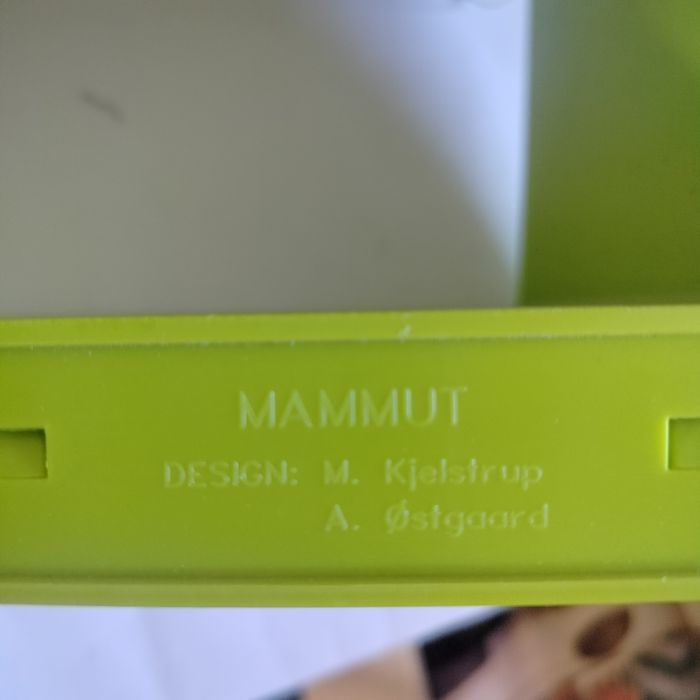 MAMMUT
DESIGN: M. Kjelstrup
A. Østgaard